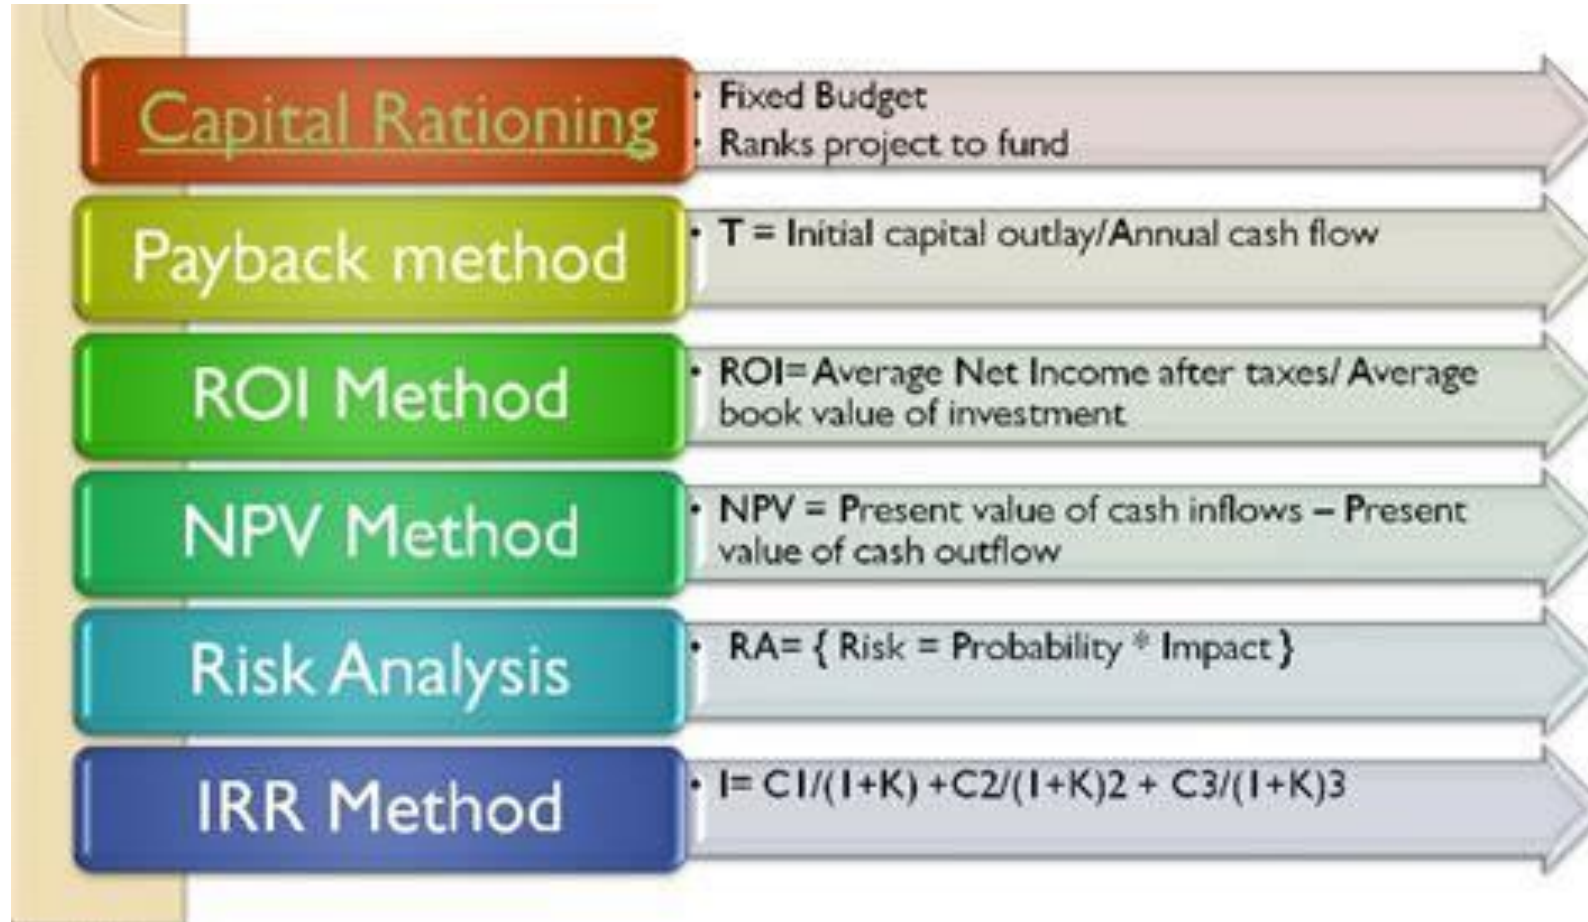 Capital Rationing
• Fixed Budget
• Ranks project to fund
Payback method
• T = Initial capital outlay/Annual cash flow
ROI Method
• ROI= Average Net Income after taxes/ Average
book value of investment
NPV Method
• NPV = Present value of cash inflows – Present
value of cash outflow
Risk Analysis
• RA= { Risk = Probability * Impact }
IRR Method
• I= C1/(1+K) +C2/(1+K)2 + C3/(1+K)3